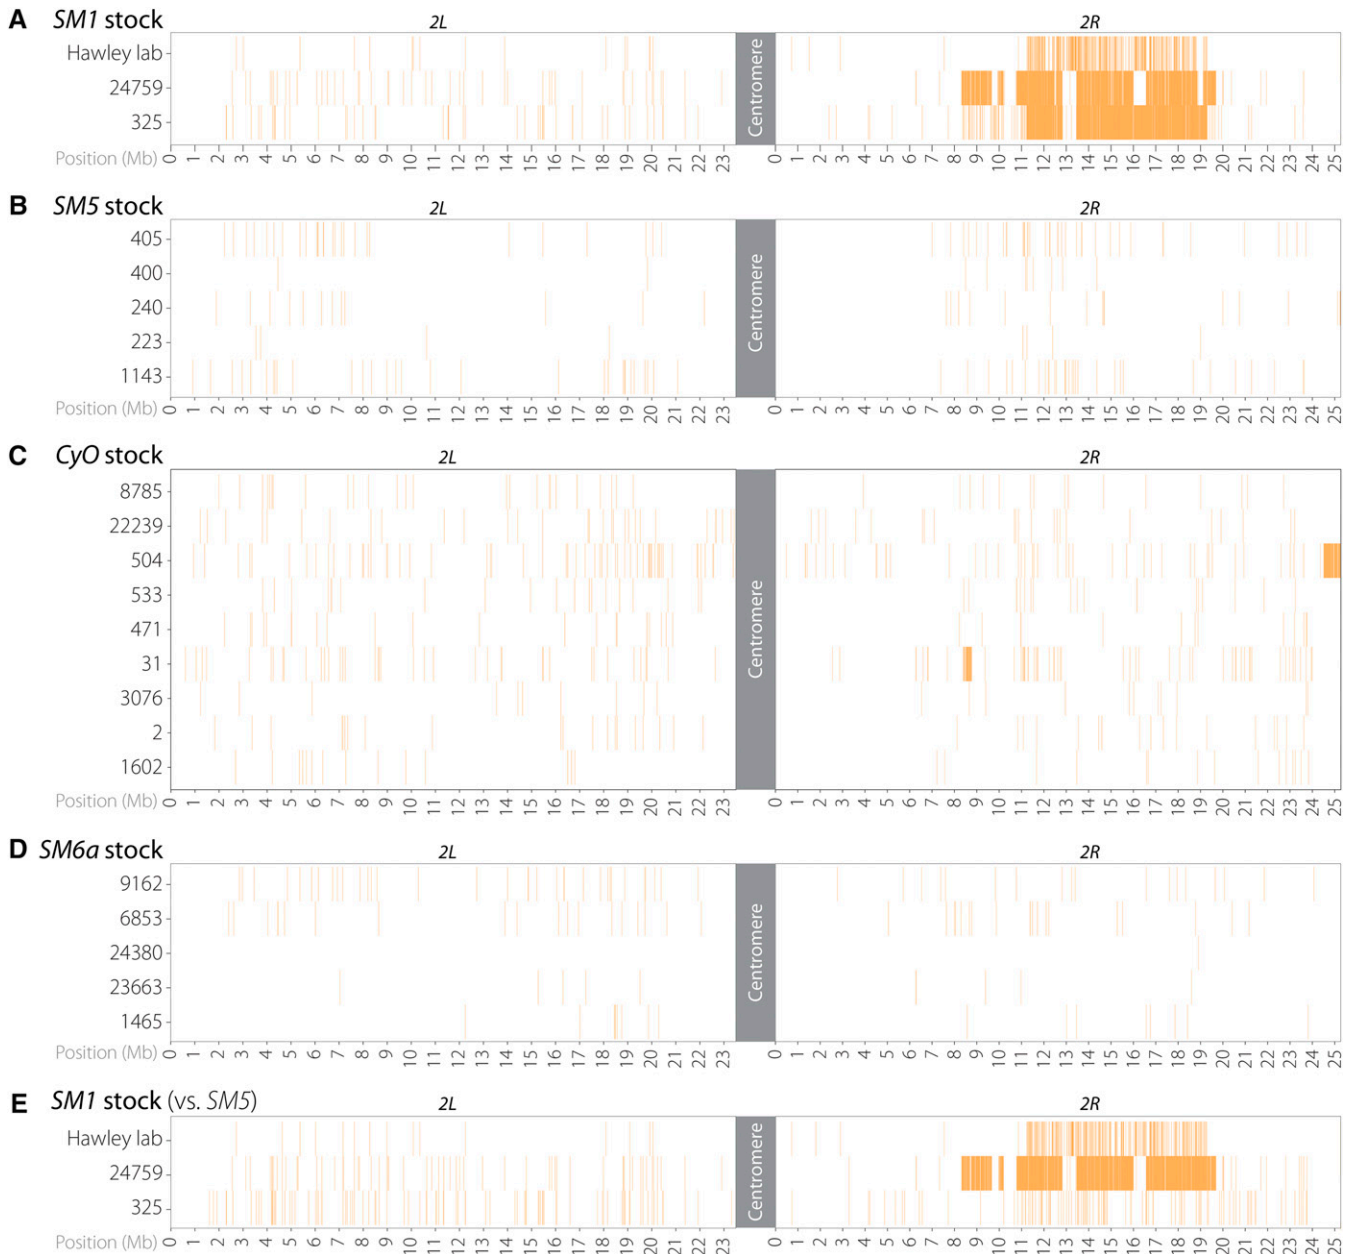 A SM1 stock
2L 2R
Hawley lab
24759
325
Centromere
Position (Mb) 0 1 2 3 4 5 6 7 8 9 10 11 12 13 14 15 16 17 18 19 20 21 22 23 0 1 2 3 4 5 6 7 8 9 10 11 12 13 14 15 16 17 18 19 20 21 22 23 24 25
B SM5 stock
2L 2R
405
400
240
223
1143
Centromere
Position (Mb) 0 1 2 3 4 5 6 7 8 9 10 11 12 13 14 15 16 17 18 19 20 21 22 23 0 1 2 3 4 5 6 7 8 9 10 11 12 13 14 15 16 17 18 19 20 21 22 23 24 25
C CyO stock
2L 2R
8785
22239
504
533
471
31
3076
2
1602
Centromere
Position (Mb) 0 1 2 3 4 5 6 7 8 9 10 11 12 13 14 15 16 17 18 19 20 21 22 23 0 1 2 3 4 5 6 7 8 9 10 11 12 13 14 15 16 17 18 19 20 21 22 23 24 25
D SM6a stock
2L 2R
9162
6853
24380
23663
1465
Centromere
Position (Mb) 0 1 2 3 4 5 6 7 8 9 10 11 12 13 14 15 16 17 18 19 20 21 22 23 0 1 2 3 4 5 6 7 8 9 10 11 12 13 14 15 16 17 18 19 20 21 22 23 24 25
E SM1 stock (vs. SM5)
2L 2R
Hawley lab
24759
325
Centromere
Position (Mb) 0 1 2 3 4 5 6 7 8 9 10 11 12 13 14 15 16 17 18 19 20 21 22 23 0 1 2 3 4 5 6 7 8 9 10 11 12 13 14 15 16 17 18 19 20 21 22 23 24 25